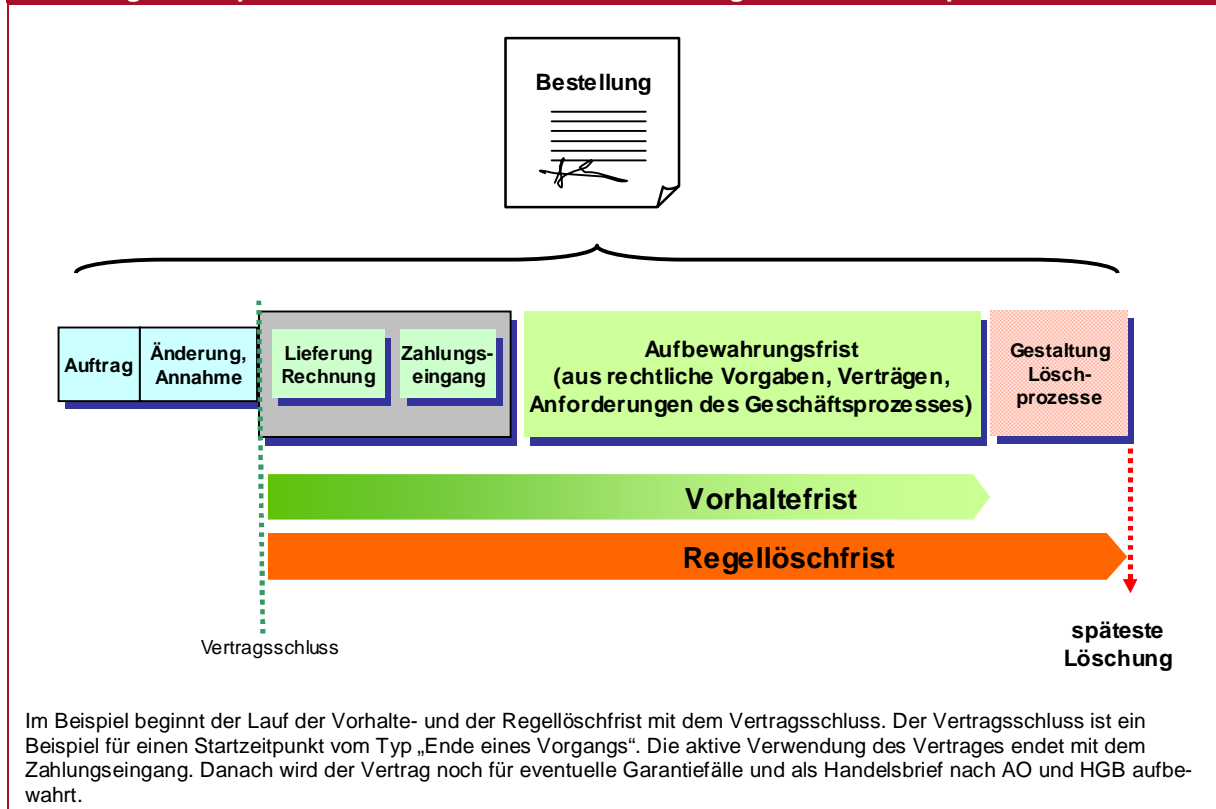 Bestellung
Auftrag
Änderung,
Annahme
Lieferung
Rechnung
Zahlungs-
eingang
Aufbewahrungsfrist
(aus rechtliche Vorgaben, Verträgen,
Anforderungen des Geschäftsprozesses)
Gestaltung
Lösch-
prozesse
Vorhaltefrist
Regellöschfrist
Vertragsschluss
späteste
Löschung
Im Beispiel beginnt der Lauf der Vorhalte- und der Regellöschfrist mit dem Vertragsschluss. Der Vertragsschluss ist ein
Beispiel für einen Startzeitpunkt vom Typ „Ende eines Vorgangs“. Die aktive Verwendung des Vertrages endet mit dem
Zahlungseingang. Danach wird der Vertrag noch für eventuelle Garantiefälle und als Handelsbrief nach AO und HGB aufbe-
wahrt.